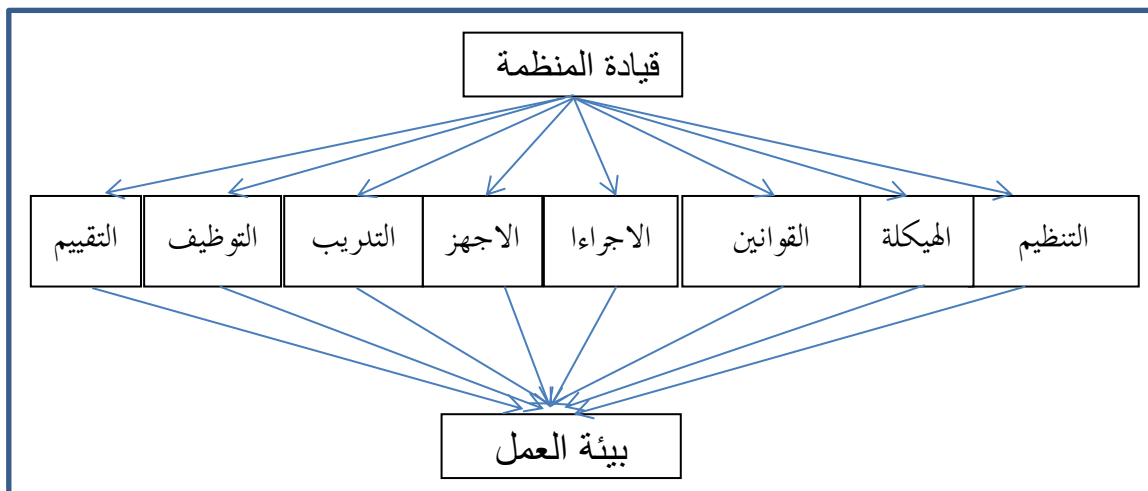 قيادة المنظمة
التنظيم
الهيكلة
القوانين
الاجراءا
الاجهز
التدريب
التوظيف
التقييم
بيئة العمل